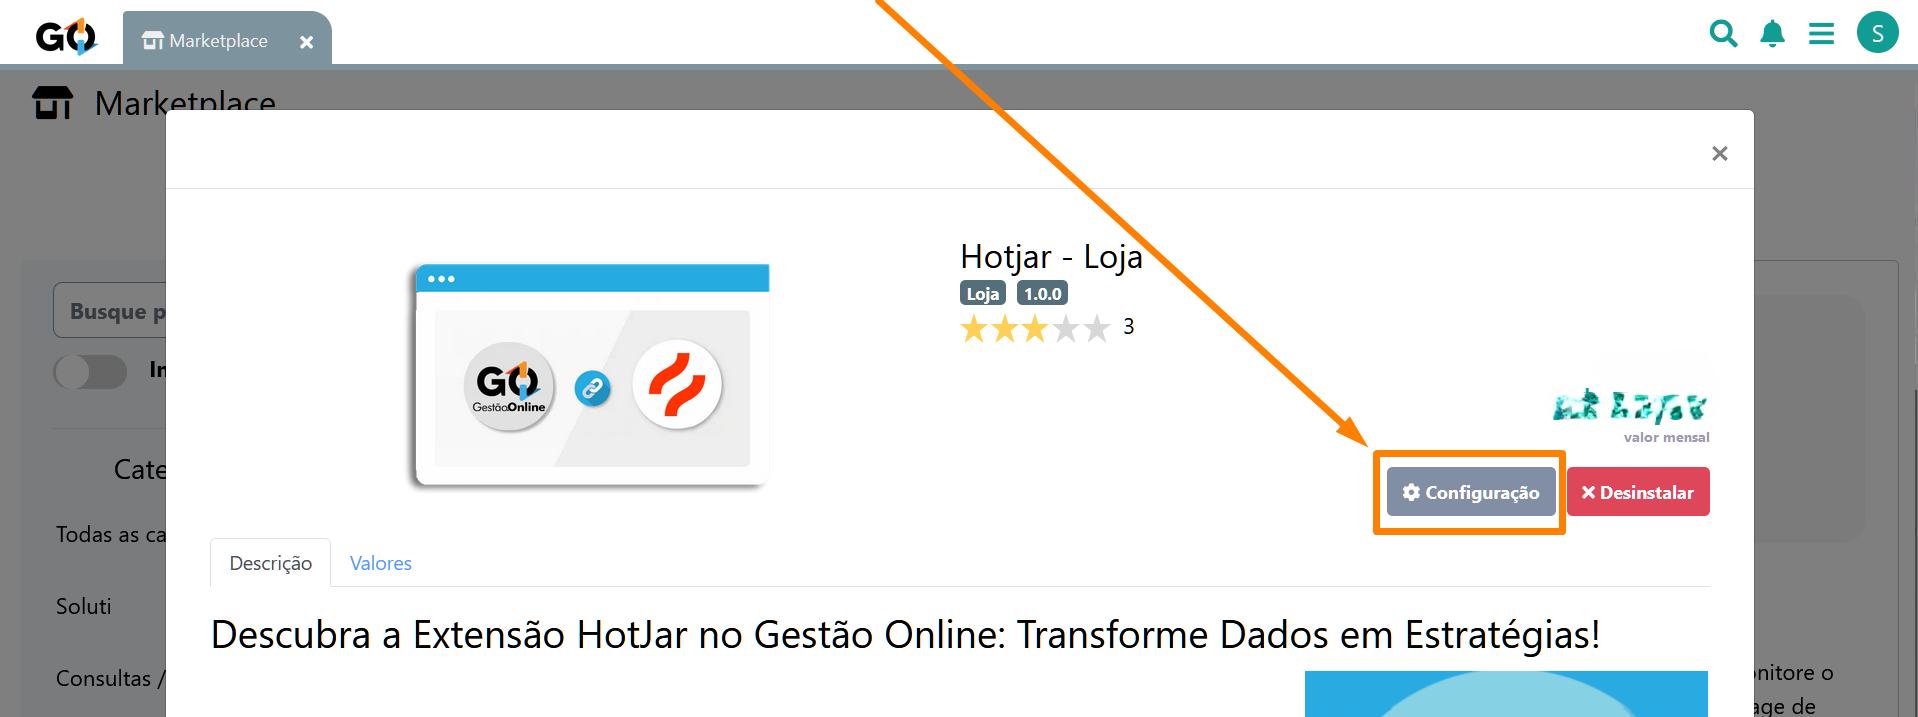 GO
Marketplace
S
Marketplace
Hotjar - Loja
Loja 1.0.0
3
Busque p
GO
GestãoOnline
valor mensal
Configuração
Desinstalar
Cate
Todas as ca
Descrição
Valores
Soluti
Descubra a Extensão HotJar no Gestão Online: Transforme Dados em Estratégias!
Consultas /
nitore o
age de